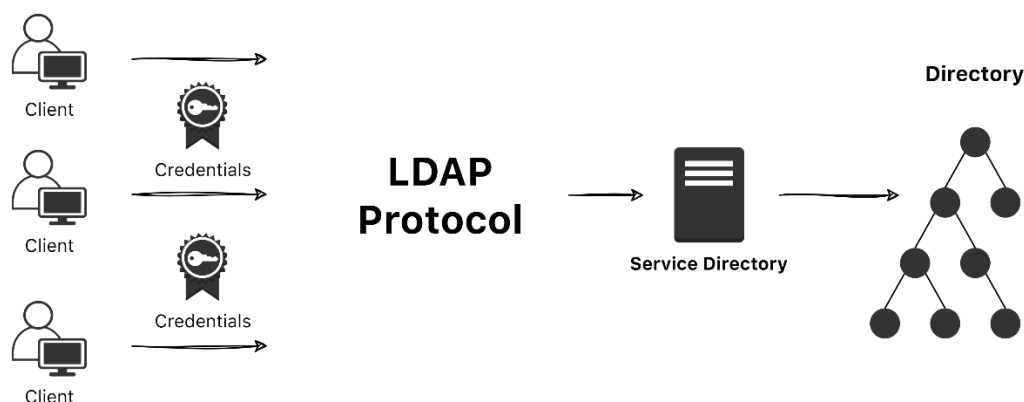 Client
Credentials
Client
Credentials
Client
LDAP
Protocol
Service Directory
Directory